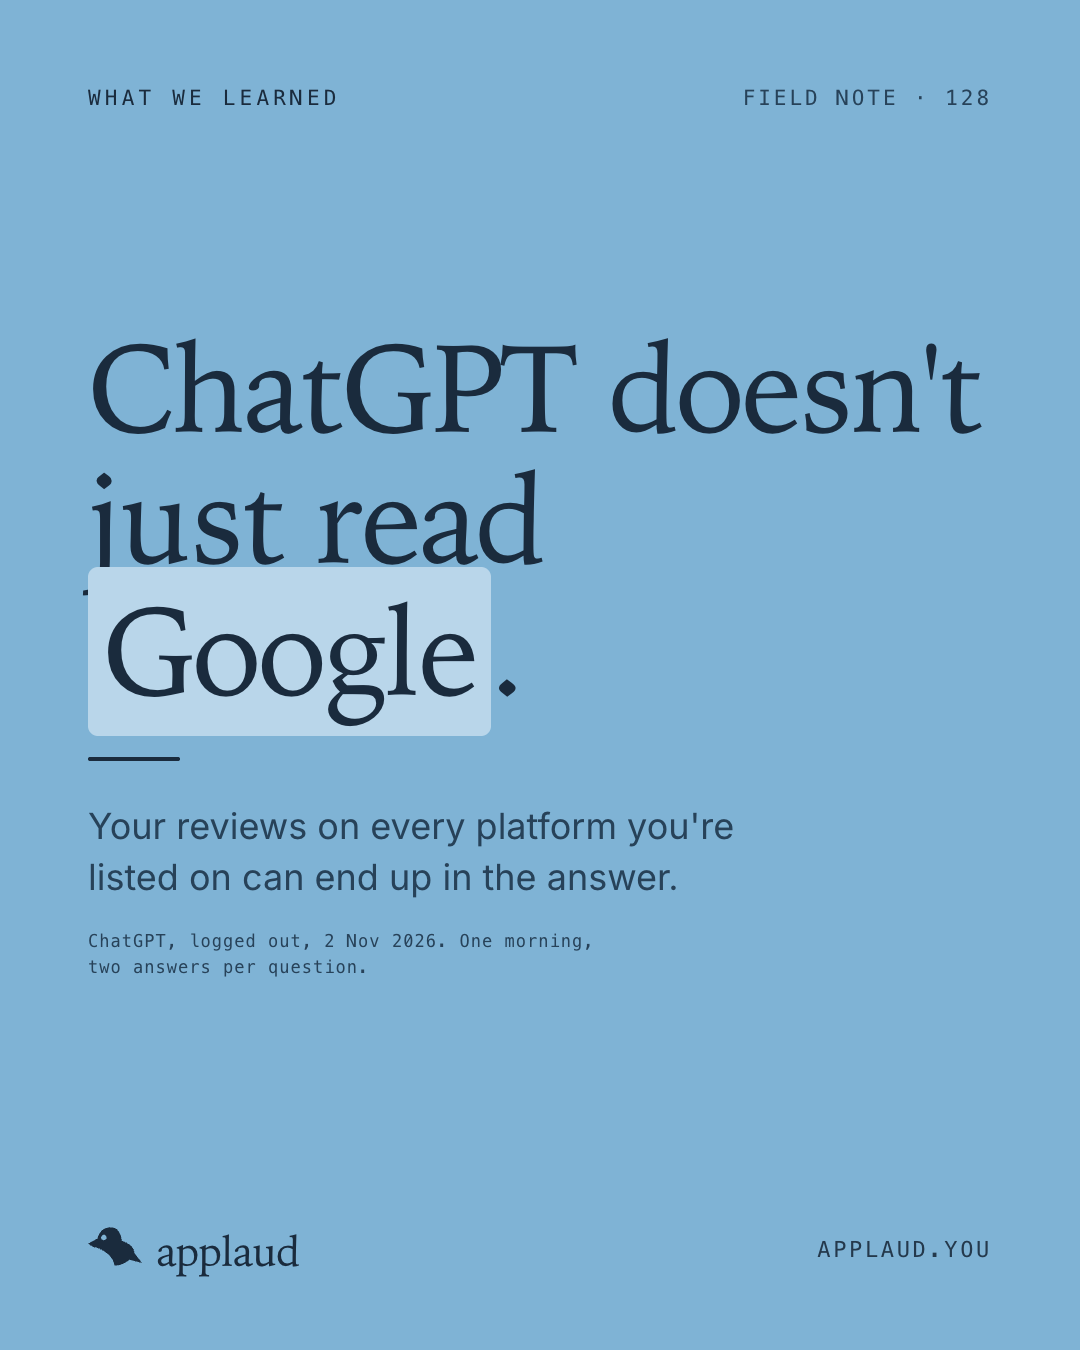 WHAT WE LEARNED
FIELD NOTE · 128
ChatGPT doesn't
just read
Google.
Your reviews on every platform you're
listed on can end up in the answer.
ChatGPT, logged out, 2 Nov 2026. One morning,
two answers per question.
applaud
APPLAUD.YOU